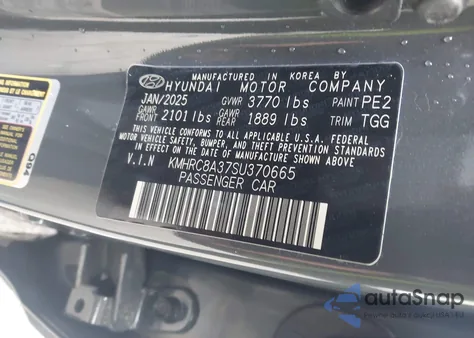 MANUFACTURED IN KOREA BY
HYUNDAI MOTOR COMPANY
JAN/2025 GVWR 3770 lbs PAINT PE2
GAWR FRONT 2101 lbs GAWR REAR 1889 lbs TRIM TGG
THIS VEHICLE CONFORMS TO ALL APPLICABLE U.S.A. FEDERAL
MOTOR VEHICLE SAFETY, BUMPER, AND THEFT PREVENTION STANDARDS
IN EFFECT ON THE DATE OF MANUFACTURE SHOWN ABOVE.
V.I.N KMHRC8A37SU370665
PASSENGER CAR
G94
autoSnap